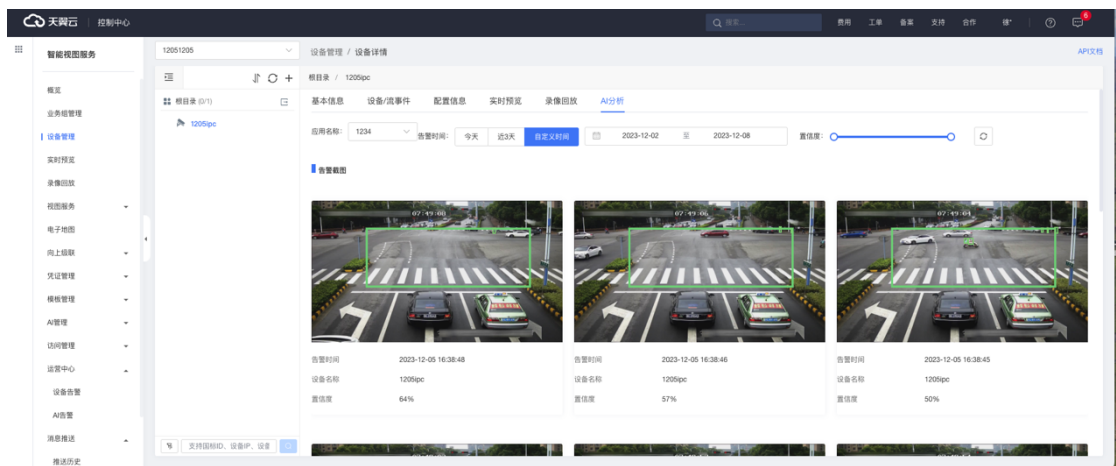 天翼云 控制中心 搜索... 费用 工单 备案 支持 合作 6
智能视图服务 12051205 设备管理 / 设备详情 API文档
根目录 / 1205ipc
概览 根目录 (0/1) 基本信息 设备/流事件 配置信息 实时预览 录像回放 AI分析
业务组管理 1205ipc
设备管理 应用名称: 1234 告警时间: 今天 近3天 自定义时间 2023-12-02 至 2023-12-08 置信度:
实时预览
录像回放 告警截图
视图服务
电子地图
向上级联
凭证管理
模板管理
AI管理
访问管理
运营中心
设备告警
AI告警
消息推送
推送历史
07:49:06 07:49:06 07:49:04
告警时间 2023-12-05 16:38:48 告警时间 2023-12-05 16:38:46 告警时间 2023-12-05 16:38:45
设备名称 1205ipc 设备名称 1205ipc 设备名称 1205ipc
置信度 64% 置信度 57% 置信度 50%
支持国标ID、设备IP、设备